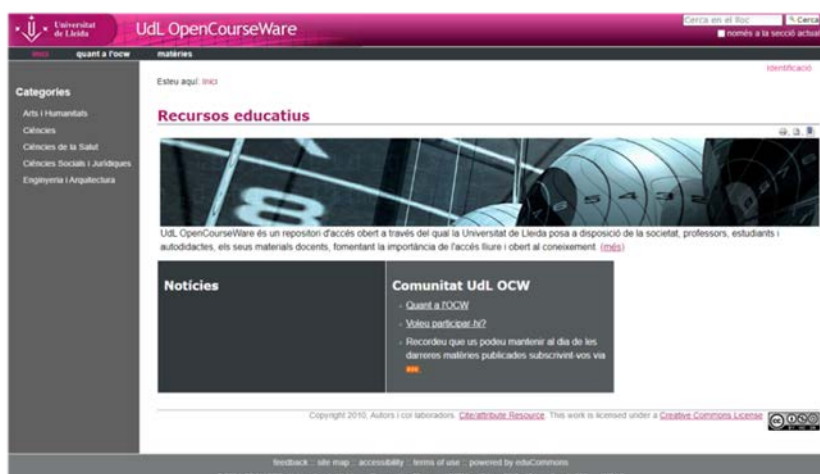 Universitat
de Lleida
UdL OpenCourseWare
Cerca en el lloc
Cerca
només a la secció actual
inici quant a l'ocw matèries
Identificació
Esteu aquí: Inici
Categories
Arts i Humanitats
Ciències
Ciències de la Salut
Ciències Socials i Jurídiques
Enginyeria i Arquitectura
Recursos educatius
UdL OpenCourseWare és un repositori d'accés obert a través del qual la Universitat de Lleida posa a disposició de la societat, professors, estudiants i
autodidactes, els seus materials docents, fomentant la importància de l'accés lliure i obert al coneixement. (més)
Notícies
Comunitat UdL OCW
Quant a l'OCW
Voleu participar-hi?
Recordeu que us podeu mantenir al dia de les
darreres matèries publicades subscrivint-vos via
RSS.
Copyright 2010, Autors i col·laboradors. Cite/attribute Resource. This work is licensed under a Creative Commons License.
feedback :: site map :: accessibility :: terms of use :: powered by eduCommons